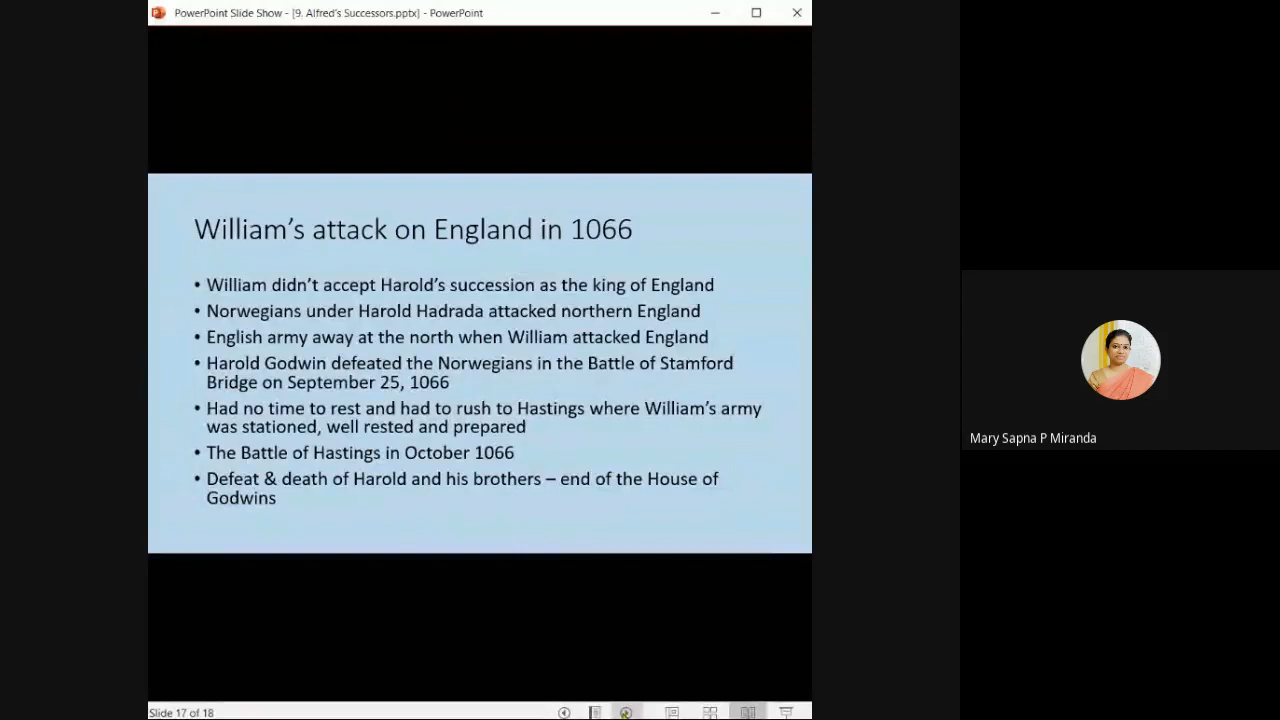 PowerPoint Slide Show - [9. Alfred's Successors.pptx] - PowerPoint
William's attack on England in 1066
• William didn't accept Harold's succession as the king of England
• Norwegians under Harold Hadrada attacked northern England
• English army away at the north when William attacked England
• Harold Godwin defeated the Norwegians in the Battle of Stamford
Bridge on September 25, 1066
• Had no time to rest and had to rush to Hastings where William's army
was stationed, well rested and prepared
• The Battle of Hastings in October 1066
• Defeat & death of Harold and his brothers – end of the House of
Godwins
Mary Sapna P Miranda
Slide 17 of 18